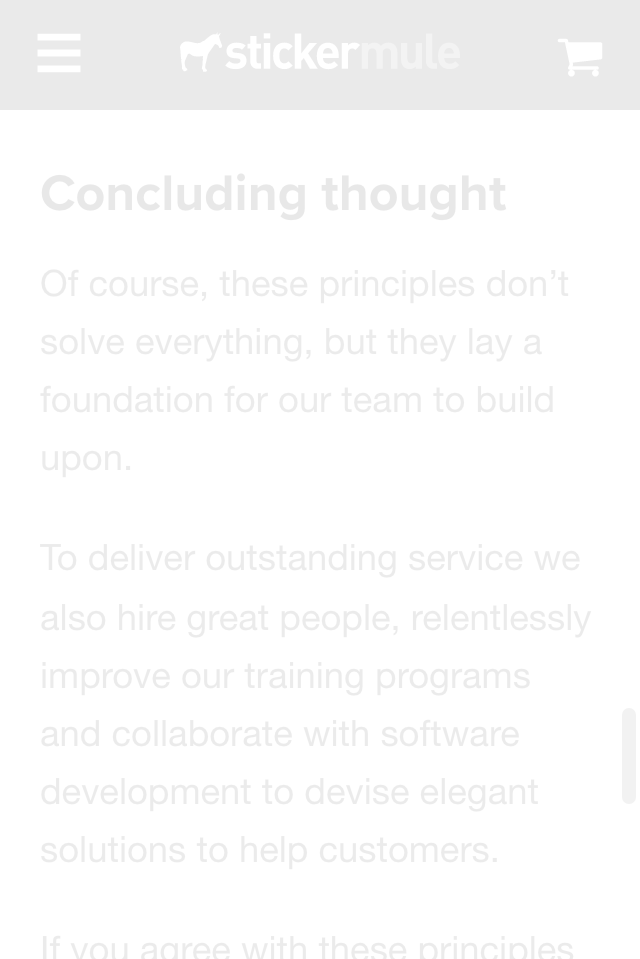 stickermule
Concluding thought
Of course, these principles don’t
solve everything, but they lay a
foundation for our team to build
upon.
To deliver outstanding service we
also hire great people, relentlessly
improve our training programs
and collaborate with software
development to devise elegant
solutions to help customers.
If you agree with these principles